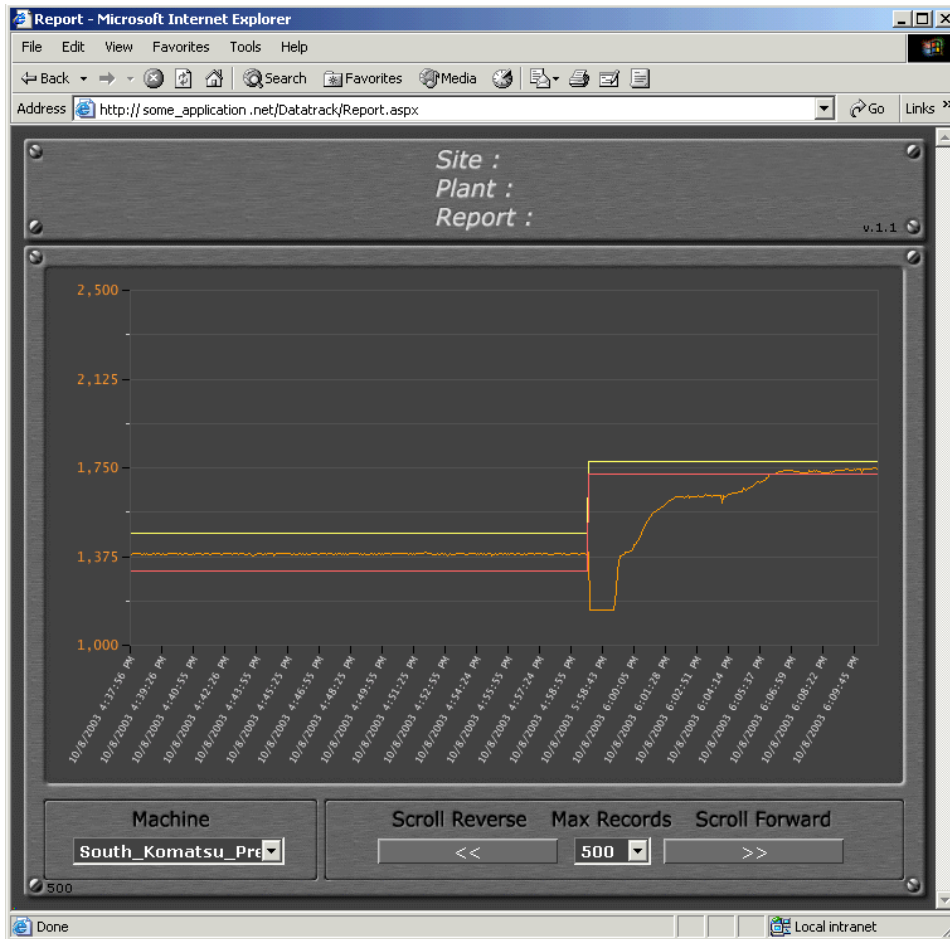 Report - Microsoft Internet Explorer
File Edit View Favorites Tools Help
Back Search Favorites Media
Address http:// some_application .net/Datatrack/Report.aspx Go Links »
Site :
Plant :
Report :
v.1.1
2,500
2,125
1,750
1,375
1,000
10/8/2003 4:37:56 PM
10/8/2003 4:39:26 PM
10/8/2003 4:40:55 PM
10/8/2003 4:42:26 PM
10/8/2003 4:43:55 PM
10/8/2003 4:45:25 PM
10/8/2003 4:46:55 PM
10/8/2003 4:48:25 PM
10/8/2003 4:49:55 PM
10/8/2003 4:51:25 PM
10/8/2003 4:52:55 PM
10/8/2003 4:54:24 PM
10/8/2003 4:55:55 PM
10/8/2003 4:57:24 PM
10/8/2003 4:58:55 PM
10/8/2003 5:58:43 PM
10/8/2003 6:00:05 PM
10/8/2003 6:01:28 PM
10/8/2003 6:02:51 PM
10/8/2003 6:04:14 PM
10/8/2003 6:05:37 PM
10/8/2003 6:06:59 PM
10/8/2003 6:08:22 PM
10/8/2003 6:09:45 PM
Machine Scroll Reverse Max Records Scroll Forward
South_Komatsu_Pre << 500 >>
500
Done Local intranet